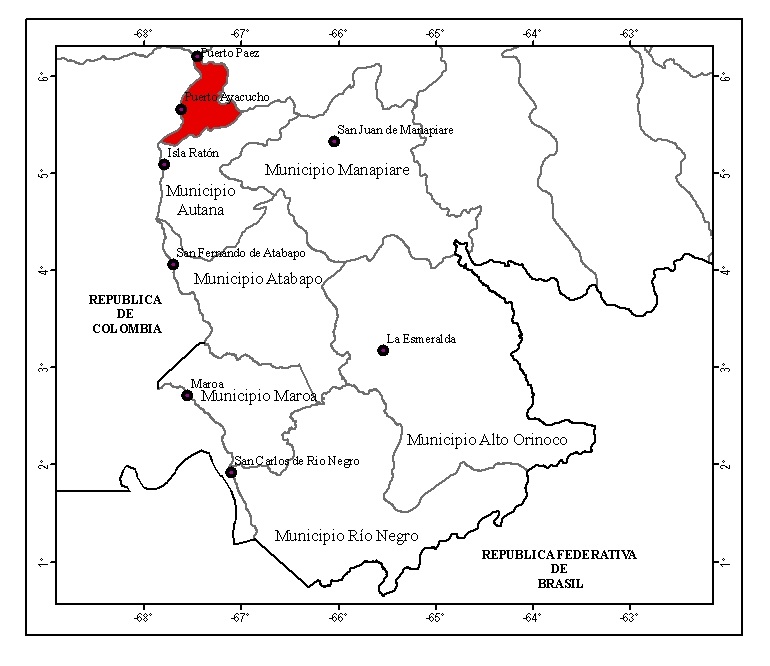 -68° -67° -66° -65° -64° -63°
Puerto Paez
6° 6°
Puerto Ayacucho
San Juan de Manapiare
Isla Ratón
Municipio Manapiare
5° 5°
Municipio
Autana
San Fernándo de Atabapo
4° 4°
Municipio Atabapo
REPUBLICA
DE
COLOMBIA
La Esmeralda
3° 3°
Maroa
Municipio Maroa
Municipio Alto Orinoco
San Carlos de Rio Negro
2° 2°
Municipio Río Negro
REPUBLICA FEDERATIVA
DE
BRASIL
1° 1°
-68° -67° -66° -65° -64° -63°